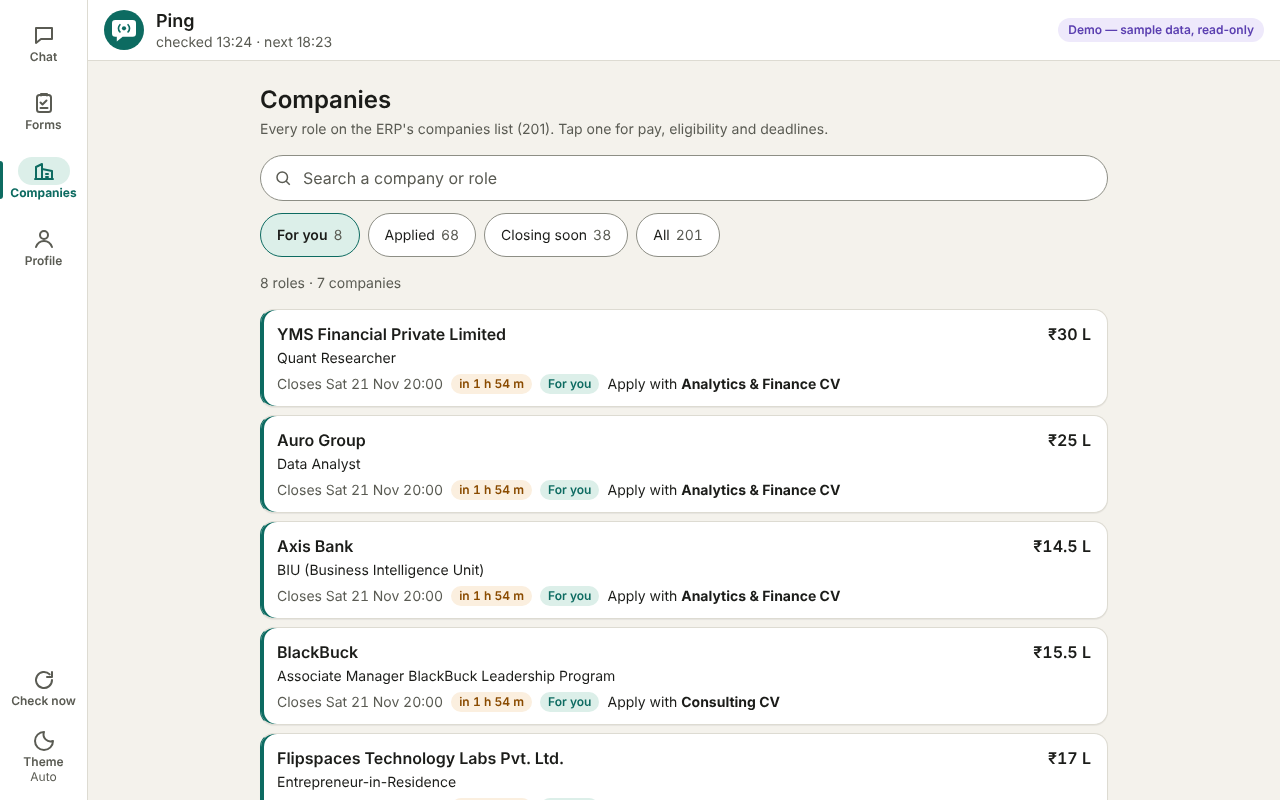 Chat
Forms
Companies
Profile
Check now
Theme
Auto
Ping
checked 13:24 · next 18:23
Demo — sample data, read-only
Companies
Every role on the ERP's companies list (201). Tap one for pay, eligibility and deadlines.
Search a company or role
For you 8 Applied 68 Closing soon 38 All 201
8 roles · 7 companies
YMS Financial Private Limited ₹30 L
Quant Researcher
Closes Sat 21 Nov 20:00 in 1 h 54 m For you Apply with Analytics & Finance CV
Auro Group ₹25 L
Data Analyst
Closes Sat 21 Nov 20:00 in 1 h 54 m For you Apply with Analytics & Finance CV
Axis Bank ₹14.5 L
BIU (Business Intelligence Unit)
Closes Sat 21 Nov 20:00 in 1 h 54 m For you Apply with Analytics & Finance CV
BlackBuck ₹15.5 L
Associate Manager BlackBuck Leadership Program
Closes Sat 21 Nov 20:00 in 1 h 54 m For you Apply with Consulting CV
Flipspaces Technology Labs Pvt. Ltd. ₹17 L
Entrepreneur-in-Residence